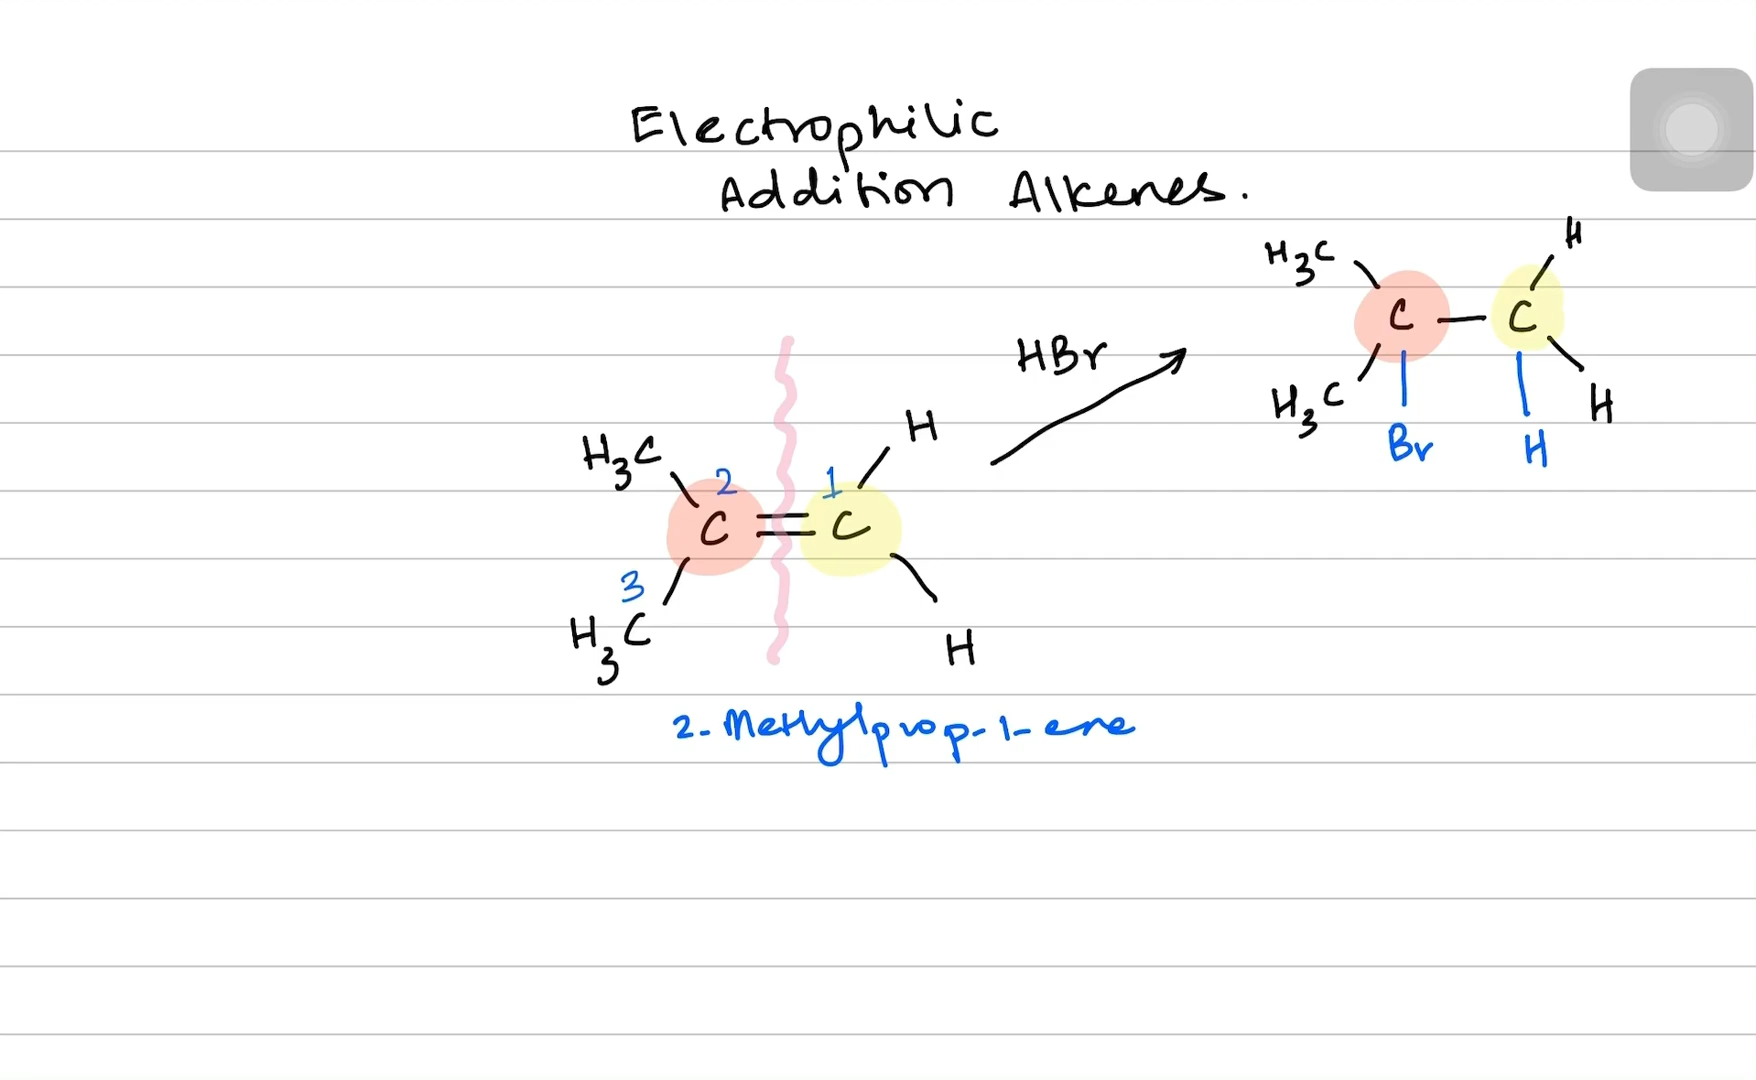 Electrophilic
Addition Alkenes.
H
H3C
C — C
HBr
H3C
H
Br
H
H
H3C
2
1
C = C
3
H3C
H
2-Methylprop-1-ene